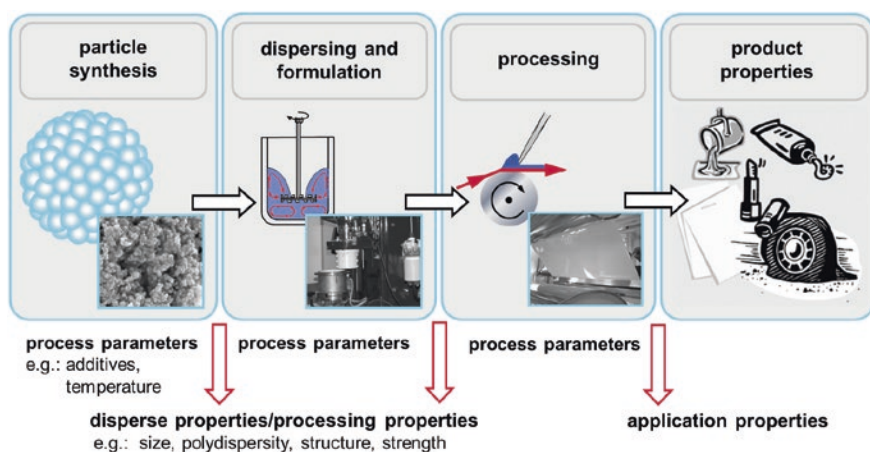 particle
synthesis
dispersing and
formulation
processing
product
properties
process parameters
e.g.: additives,
temperature
process parameters
process parameters
disperse properties/processing properties
e.g.: size, polydispersity, structure, strength
application properties